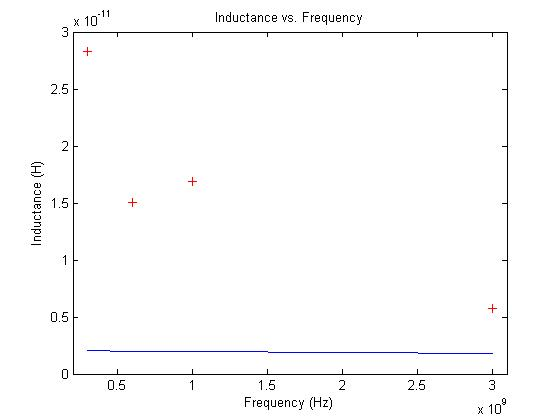 Inductance vs. Frequency
x 10^-11
3
2.5
2
1.5
1
0.5
0
Inductance (H)
0.5 1 1.5 2 2.5 3
Frequency (Hz)
x 10^9